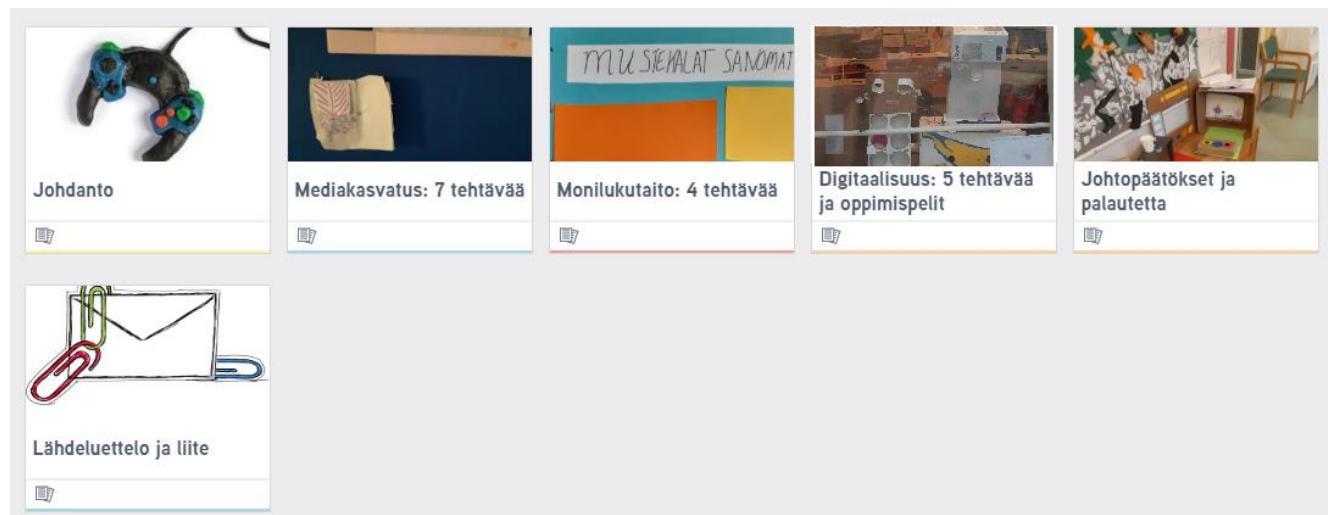 MUSTEKALAT SANOMAT
Johdanto
Mediakasvatus: 7 tehtävää
Monilukutaito: 4 tehtävää
Digitaalisuus: 5 tehtävää
ja oppimispelit
Johtopäätökset ja
palautetta
Lähdeluettelo ja liite